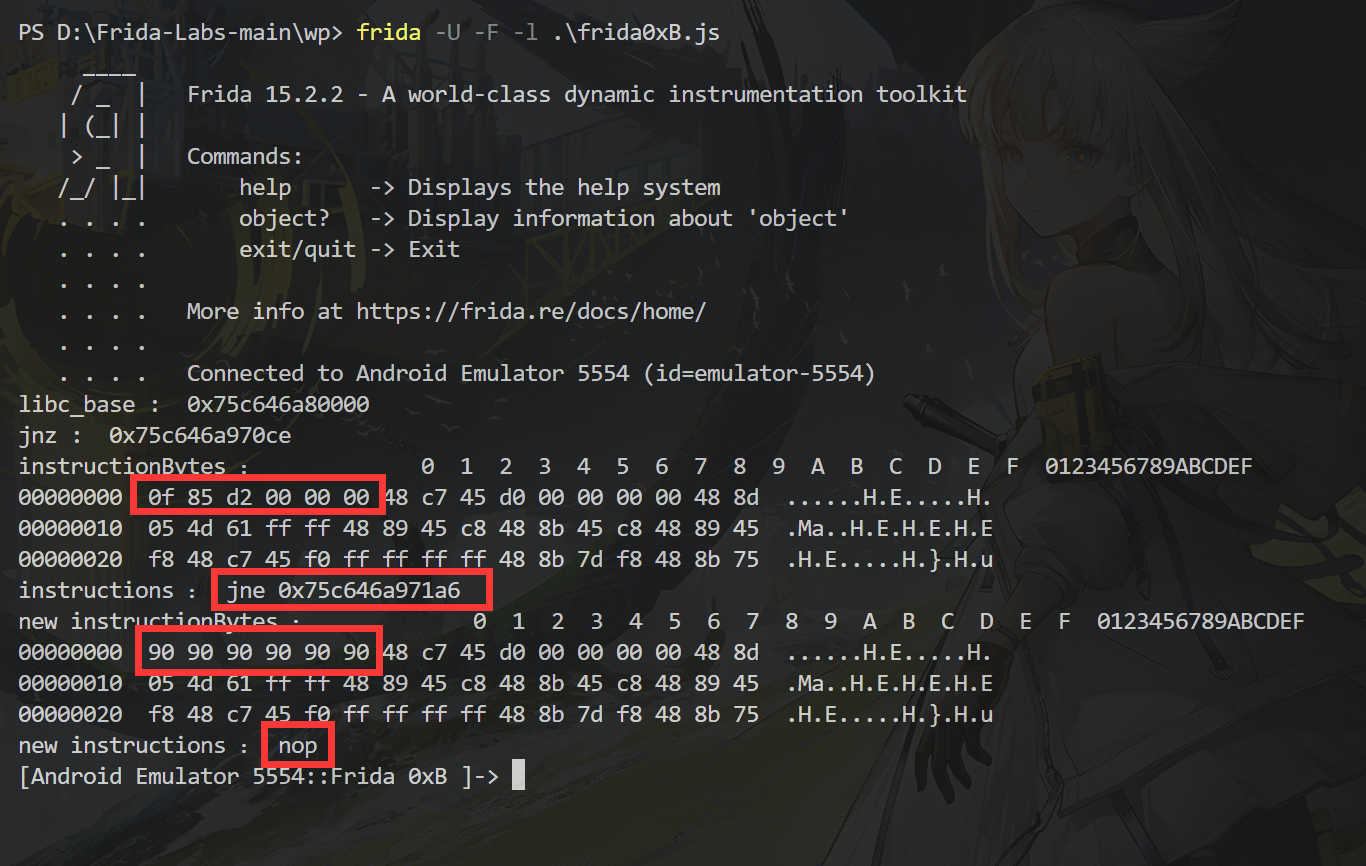 PS D:\Frida-Labs-main\wp> frida -U -F -l .\frida0xB.js
     ____
    / _  |   Frida 15.2.2 - A world-class dynamic instrumentation toolkit
   | (_| |
    > _  |   Commands:
   /_/ |_|       help      -> Displays the help system
   . . . .       object?   -> Display information about 'object'
   . . . .       exit/quit -> Exit
   . . . .
   . . . .   More info at https://frida.re/docs/home/
   . . . .
   . . . .   Connected to Android Emulator 5554 (id=emulator-5554)
libc_base :  0x75c646a80000
jnz :  0x75c646a970ce
instructionBytes :              0  1  2  3  4  5  6  7  8  9  A  B  C  D  E  F  0123456789ABCDEF
00000000  0f 85 d2 00 00 00 48 c7 45 d0 00 00 00 00 48 8d  ......H.E.....H.
00000010  05 4d 61 ff ff 48 89 45 c8 48 8b 45 c8 48 89 45  .Ma..H.E.H.E.H.E
00000020  f8 48 c7 45 f0 ff ff ff ff 48 8b 7d f8 48 8b 75  .H.E.....H.}.H.u
instructions :  jne 0x75c646a971a6
new instructionBytes :              0  1  2  3  4  5  6  7  8  9  A  B  C  D  E  F  0123456789ABCDEF
00000000  90 90 90 90 90 90 48 c7 45 d0 00 00 00 00 48 8d  ......H.E.....H.
00000010  05 4d 61 ff ff 48 89 45 c8 48 8b 45 c8 48 89 45  .Ma..H.E.H.E.H.E
00000020  f8 48 c7 45 f0 ff ff ff ff 48 8b 7d f8 48 8b 75  .H.E.....H.}.H.u
new instructions :  nop
[Android Emulator 5554::Frida 0xB ]->